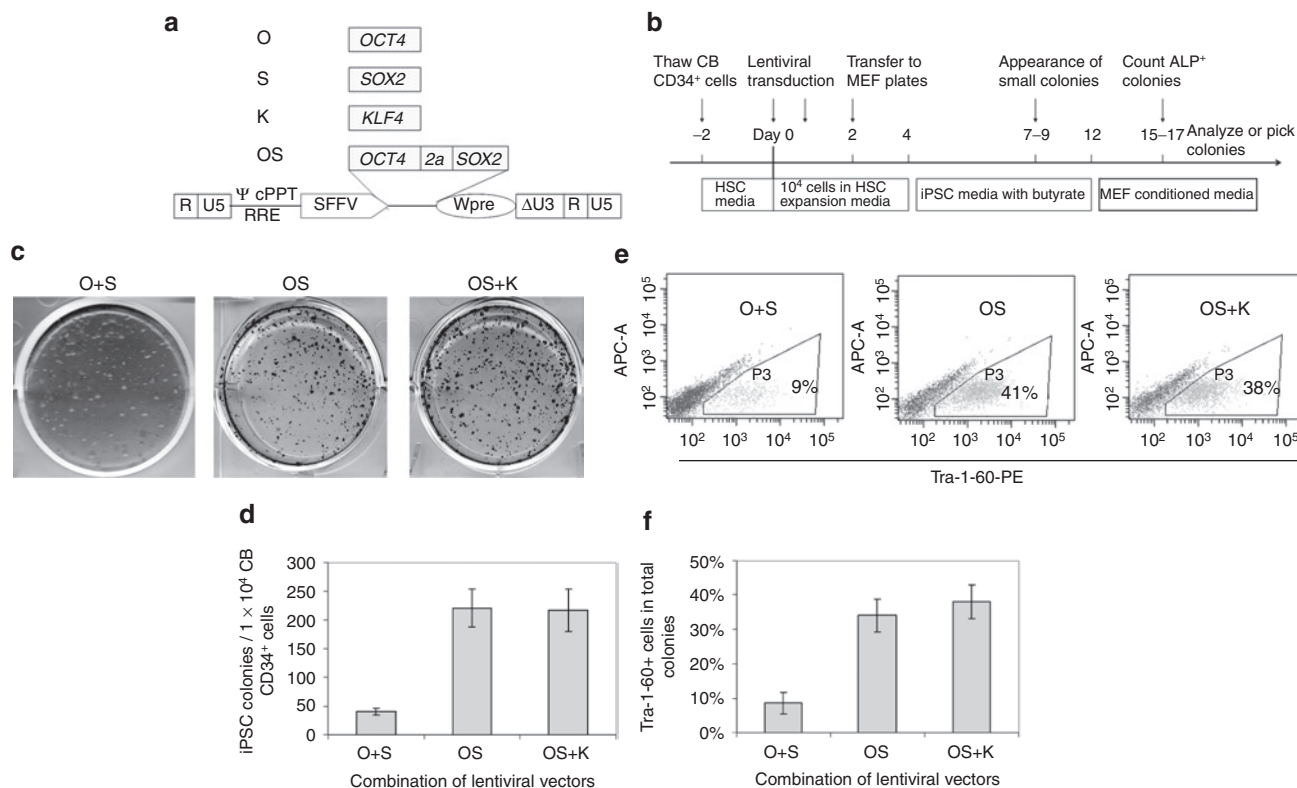 a
O
OCT4
S
SOX2
K
KLF4
OS
OCT4 2a SOX2
R U5 Ψ cPPT RRE SFFV Wpre ΔU3 R U5
b
Thaw CB CD34⁺ cells
Lentiviral transduction
Transfer to MEF plates
Appearance of small colonies
Count ALP⁺ colonies
–2 Day 0 2 4 7–9 12 15–17 Analyze or pick colonies
HSC media
10⁴ cells in HSC expansion media
iPSC media with butyrate
MEF conditioned media
c
O+S OS OS+K
d
iPSC colonies / 1 × 10⁴ CB CD34⁺ cells
300
250
200
150
100
50
0
O+S OS OS+K
Combination of lentiviral vectors
e
APC-A
10⁵
10⁴
10³
10²
O+S
P3
9%
10² 10³ 10⁴ 10⁵
APC-A
10⁵
10⁴
10³
10²
OS
P3
41%
10² 10³ 10⁴ 10⁵
APC-A
10⁵
10⁴
10³
10²
OS+K
P3
38%
10² 10³ 10⁴ 10⁵
Tra-1-60-PE
f
Tra-1-60+ cells in total colonies
50%
40%
30%
20%
10%
0%
O+S OS OS+K
Combination of lentiviral vectors